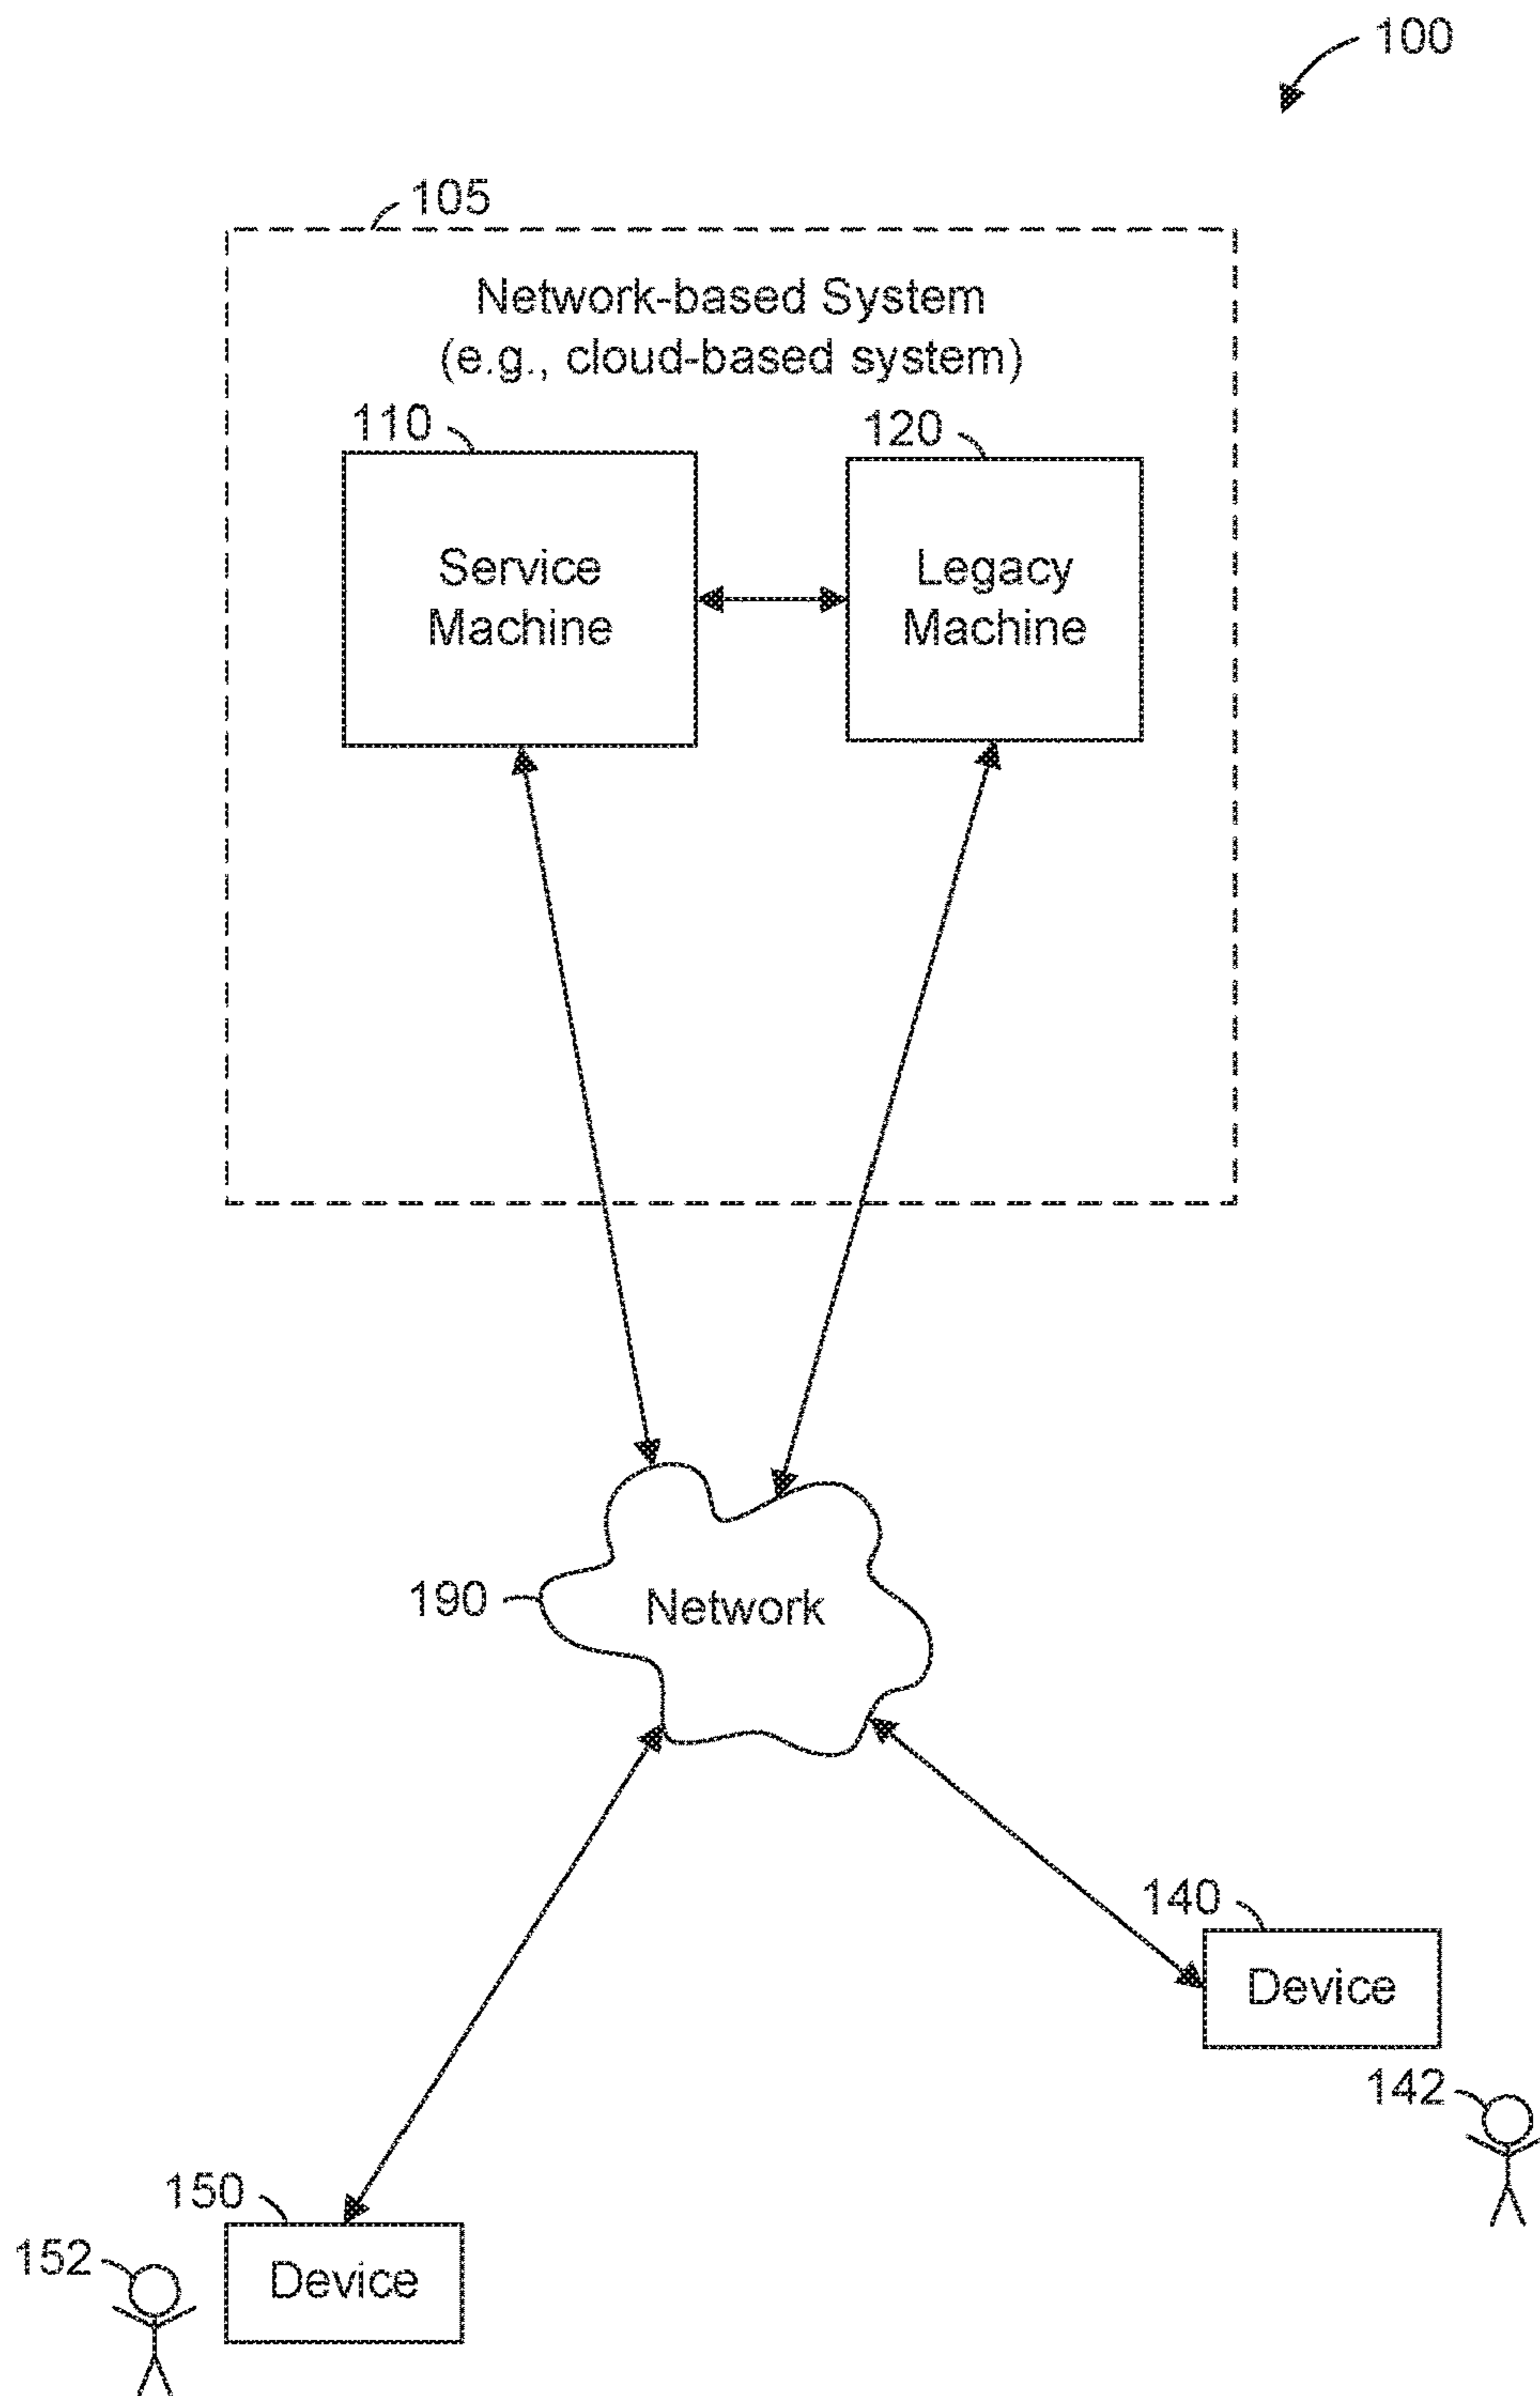 100
105
Network-based System
(e.g., cloud-based system)
110
120
Service
Machine
Legacy
Machine
190
Network
140
Device
142
150
152
Device